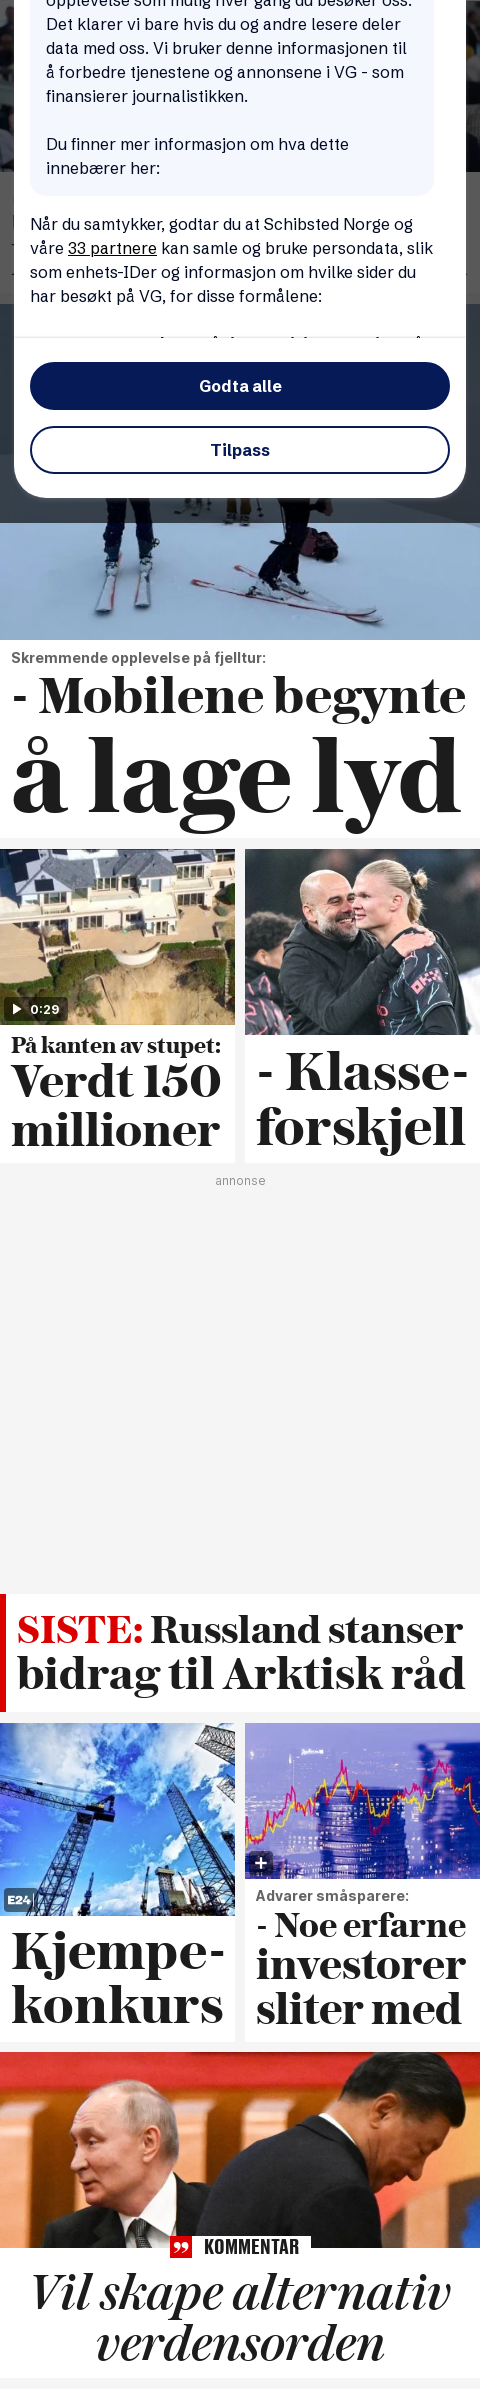 opplevelse som mulig hver gang du besøker oss.
Det klarer vi bare hvis du og andre lesere deler
data med oss. Vi bruker denne informasjonen til
å forbedre tjenestene og annonsene i VG - som
finansierer journalistikken.
Du finner mer informasjon om hva dette
innebærer her:
Når du samtykker, godtar du at Schibsted Norge og
våre 33 partnere kan samle og bruke persondata, slik
som enhets-IDer og informasjon om hvilke sider du
har besøkt på VG, for disse formålene:
Godta alle
Tilpass
Skremmende opplevelse på fjelltur:
- Mobilene begynte
å lage lyd
0:29
På kanten av stupet:
Verdt 150
millioner
- Klasse-
forskjell
annonse
SISTE: Russland stanser
bidrag til Arktisk råd
E24
Kjempe-
konkurs
Advarer småsparere:
- Noe erfarne
investorer
sliter med
KOMMENTAR
Vil skape alternativ
verdensorden